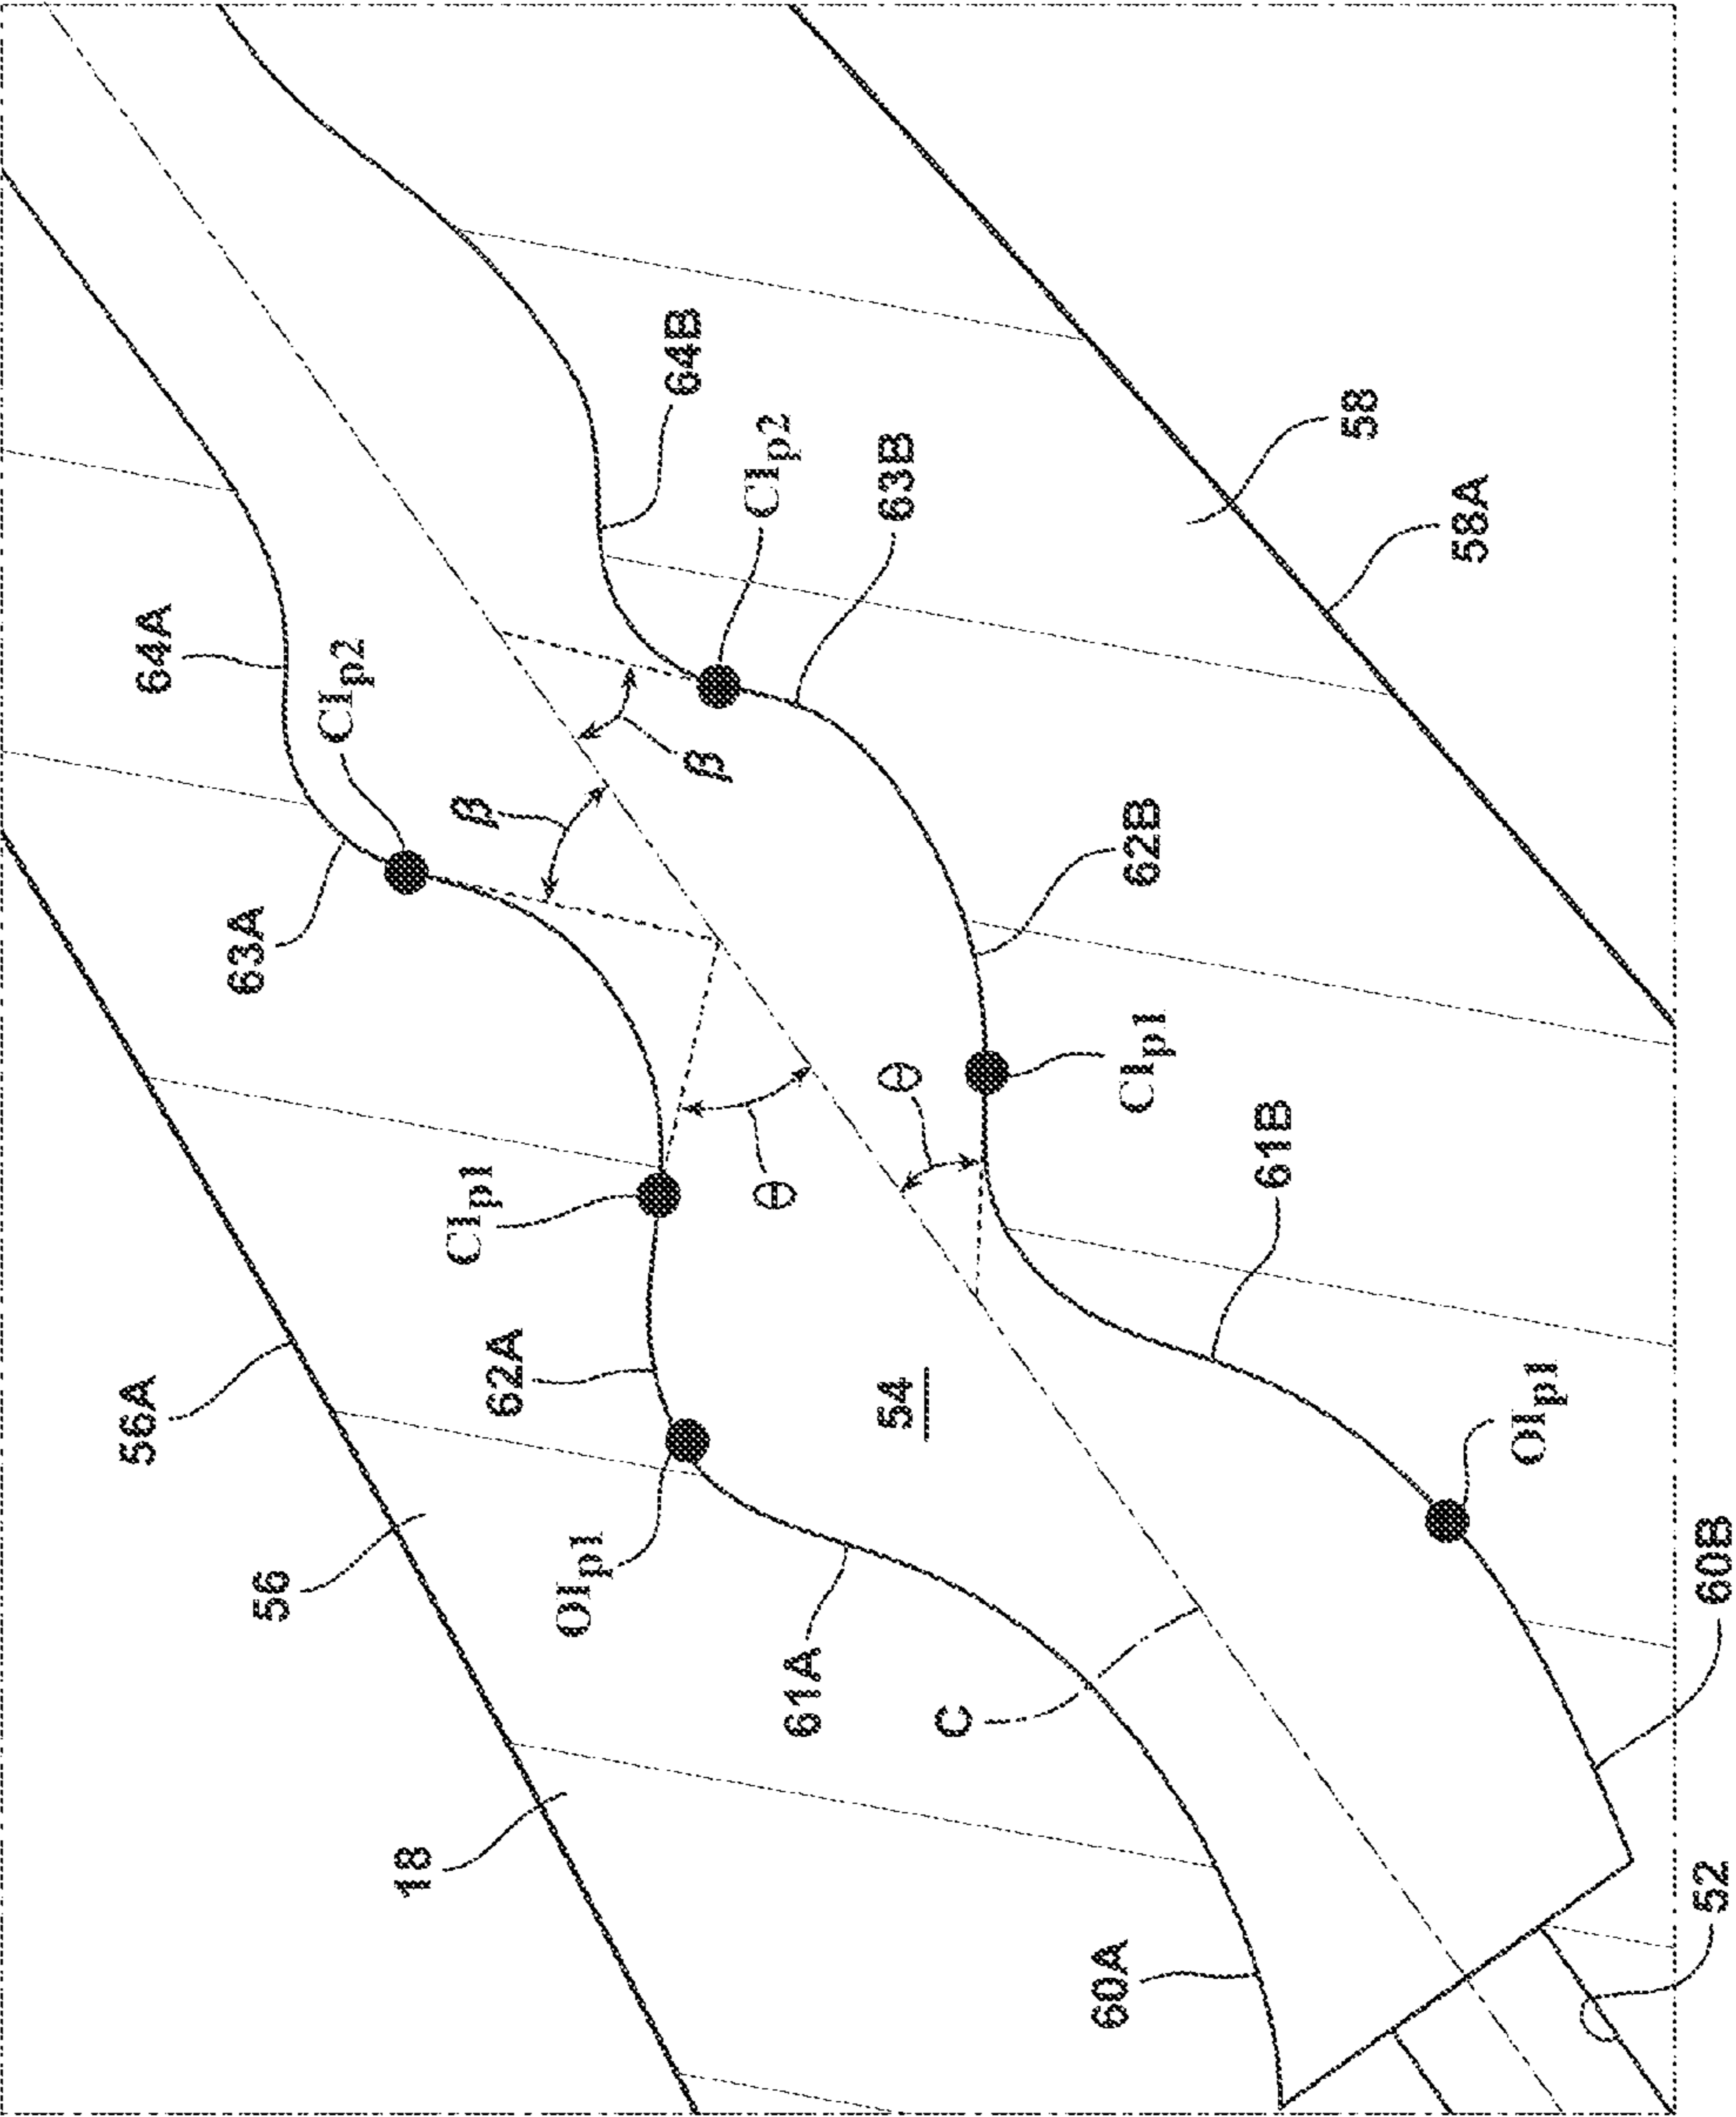 56A
64A
63A
56
CIp2
18
CIp1
β
62A
OIp1
64B
β
CIp2
θ
61A
54
63B
θ
C
60A
CIp1
62B
61B
58
58A
OIp1
52
60B